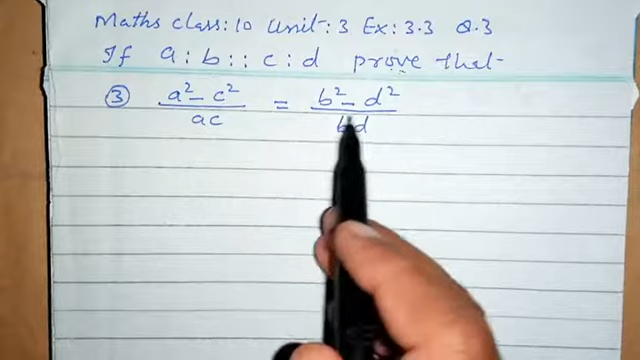 Maths class:10 Unit:3 Ex:3.3 Q.3
If a:b::c:d prove that
③ a²-c²/ac = b²-d²/bd